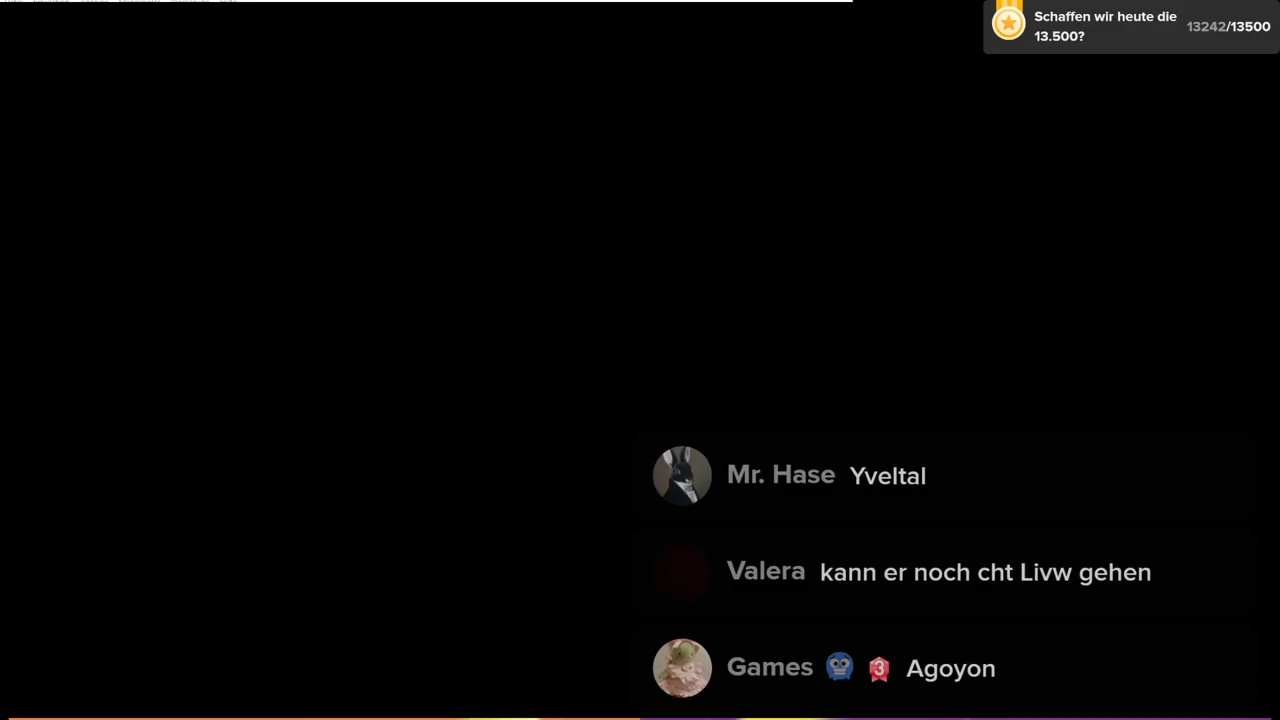 Schaffen wir heute die
13.500?
13242/13500
Mr. Hase Yveltal
Valera kann er noch cht Livw gehen
Games 3 Agoyon